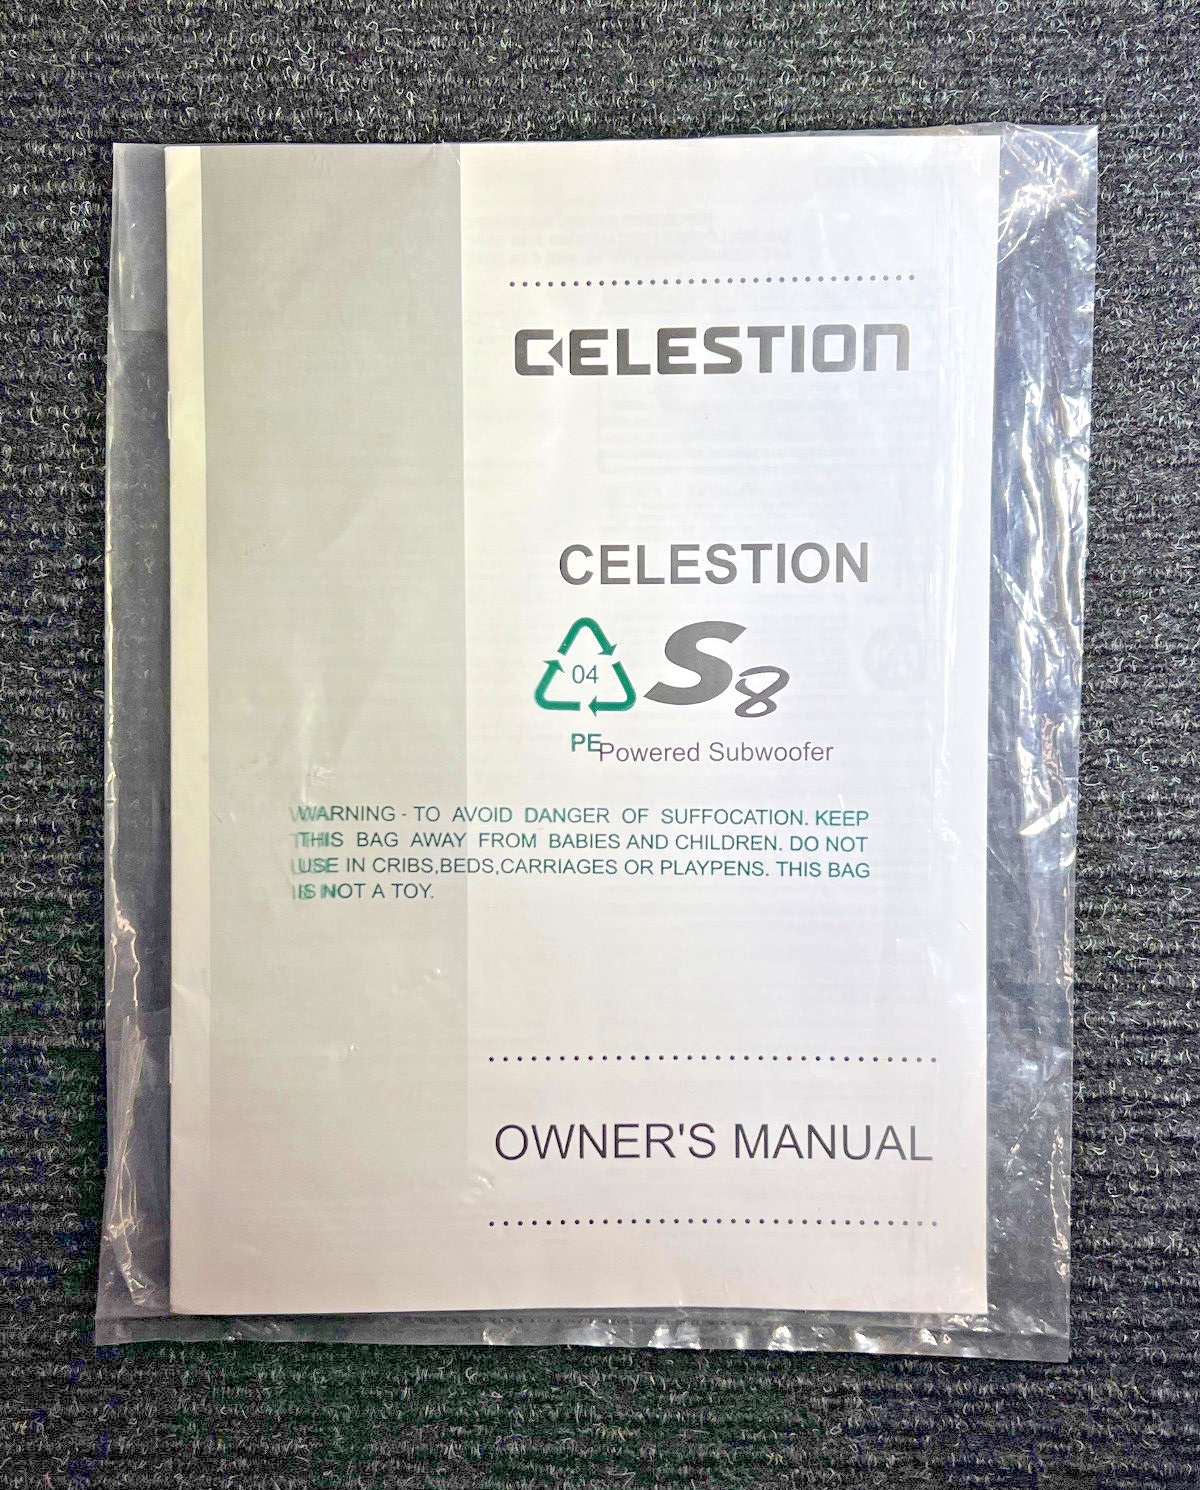 CELESTION
CELESTION
04
S8
PE
Powered Subwoofer
WARNING - TO AVOID DANGER OF SUFFOCATION. KEEP
THIS BAG AWAY FROM BABIES AND CHILDREN. DO NOT
USE IN CRIBS,BEDS,CARRIAGES OR PLAYPENS. THIS BAG
IS NOT A TOY.
OWNER'S MANUAL